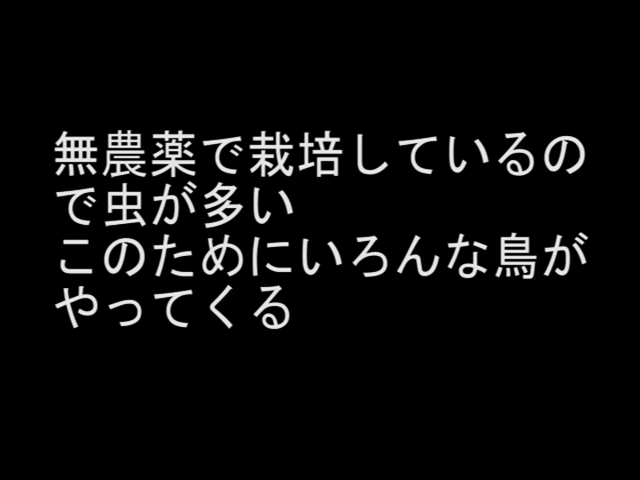 無農薬で栽培しているの
で虫が多い
このためにいろんな鳥が
やってくる